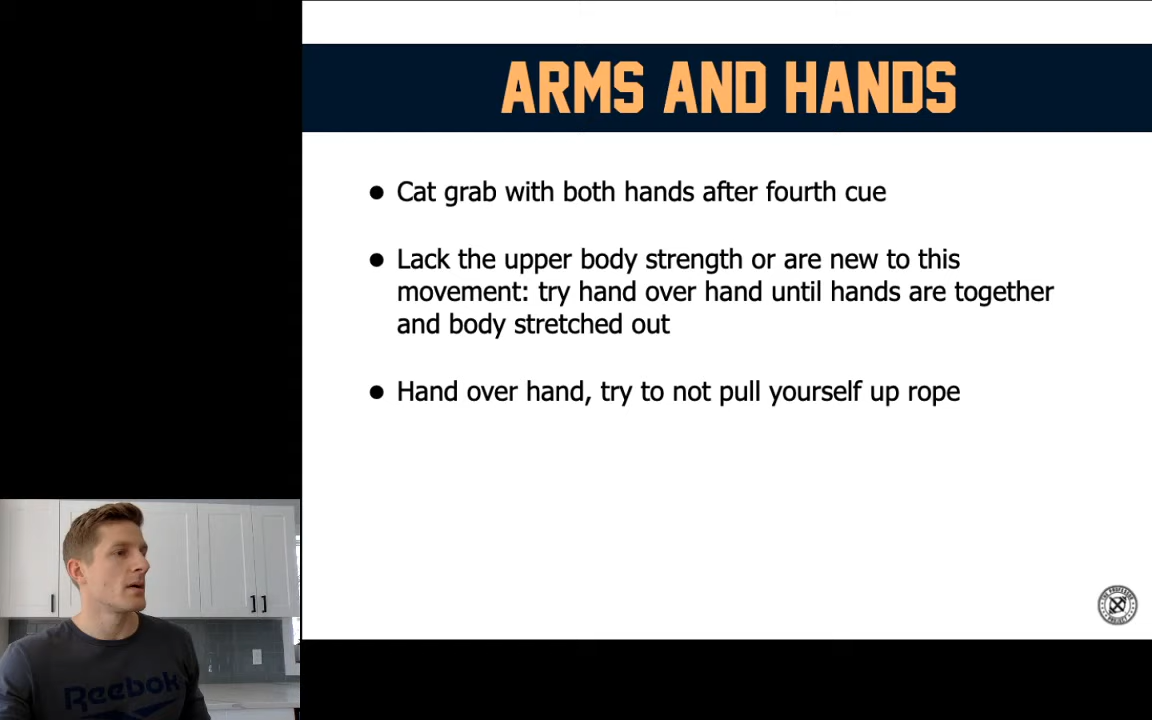 ARMS AND HANDS
● Cat grab with both hands after fourth cue
● Lack the upper body strength or are new to this
movement: try hand over hand until hands are together
and body stretched out
● Hand over hand, try to not pull yourself up rope
Reebok